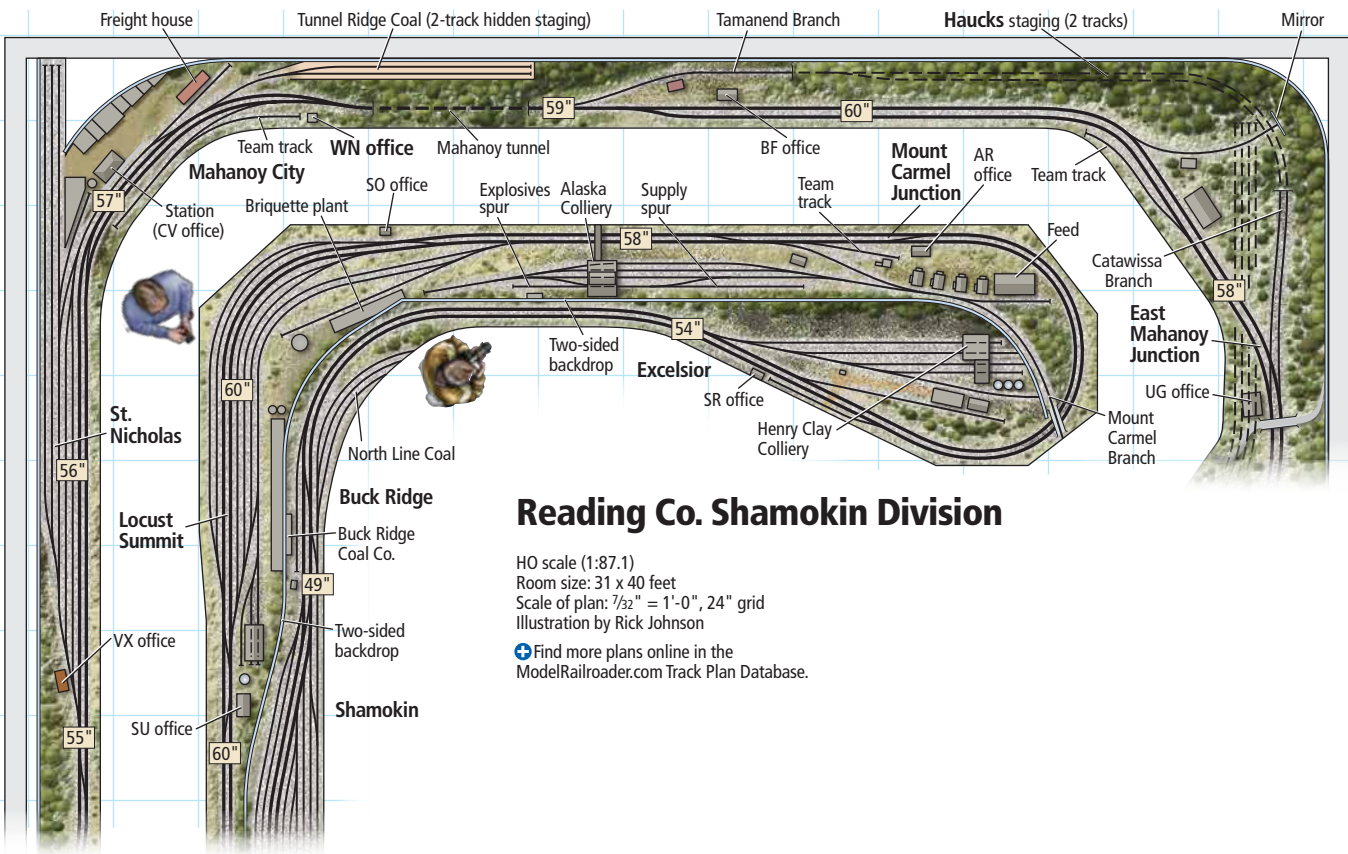 Freight house
Tunnel Ridge Coal (2-track hidden staging)
Tamanend Branch
Haucks staging (2 tracks)
Mirror
59"
60"
Team track
WN office
Mahanoy tunnel
BF office
Mahanoy City
Mount
Carmel
Junction
AR
office
Team track
57"
Station
(CV office)
SO office
Briquette plant
Explosives
spur
Alaska
Colliery
Supply
spur
Team
track
58"
Feed
Catawissa
Branch
58"
East
Mahanoy
Junction
54"
Two-sided
backdrop
Excelsior
SR office
UG office
60"
St.
Nicholas
Henry Clay
Colliery
Mount
Carmel
Branch
North Line Coal
56"
Buck Ridge
Locust
Summit
Buck Ridge
Coal Co.
49"
Reading Co. Shamokin Division
HO scale (1:87.1)
Room size: 31 x 40 feet
Scale of plan: 7/32" = 1'-0", 24" grid
Illustration by Rick Johnson
Find more plans online in the
ModelRailroader.com Track Plan Database.
VX office
Two-sided
backdrop
Shamokin
SU office
55"
60"